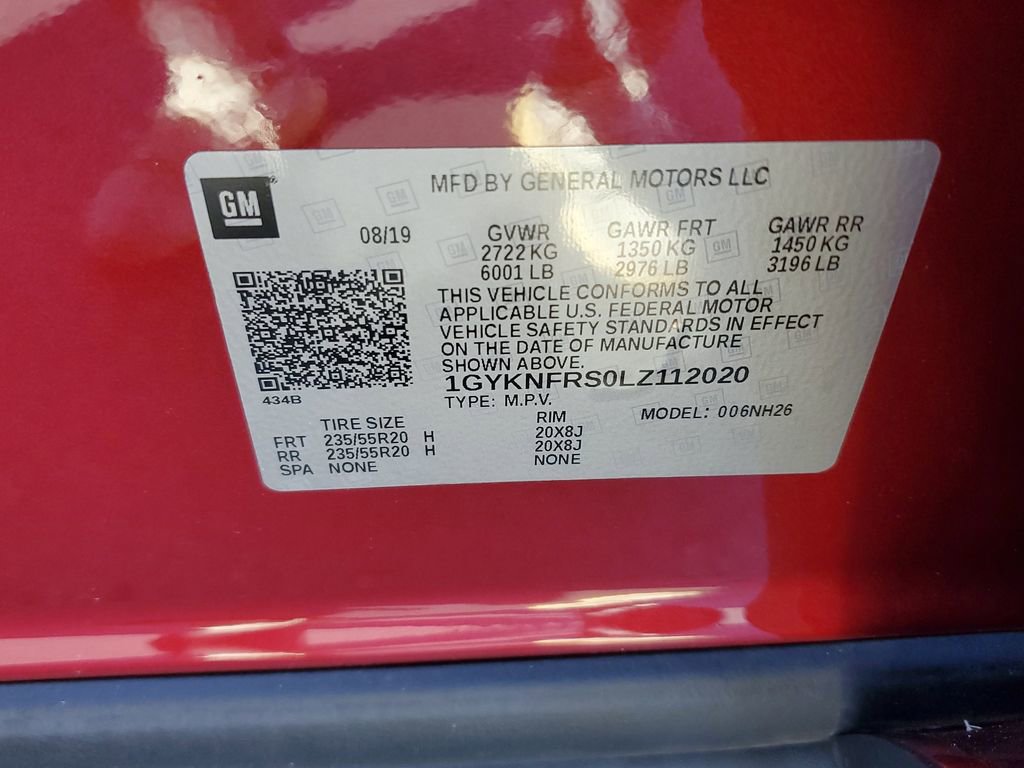 GM
MFD BY GENERAL MOTORS LLC
08/19
GVWR GAWR FRT GAWR RR
2722 KG 1350 KG 1450 KG
6001 LB 2976 LB 3196 LB
THIS VEHICLE CONFORMS TO ALL
APPLICABLE U.S. FEDERAL MOTOR
VEHICLE SAFETY STANDARDS IN EFFECT
ON THE DATE OF MANUFACTURE
SHOWN ABOVE.
1GYKNFRS0LZ112020
434B
TYPE: M.P.V. MODEL: 006NH26
TIRE SIZE RIM
FRT 235/55R20 H 20X8J
RR 235/55R20 H 20X8J
SPA NONE NONE